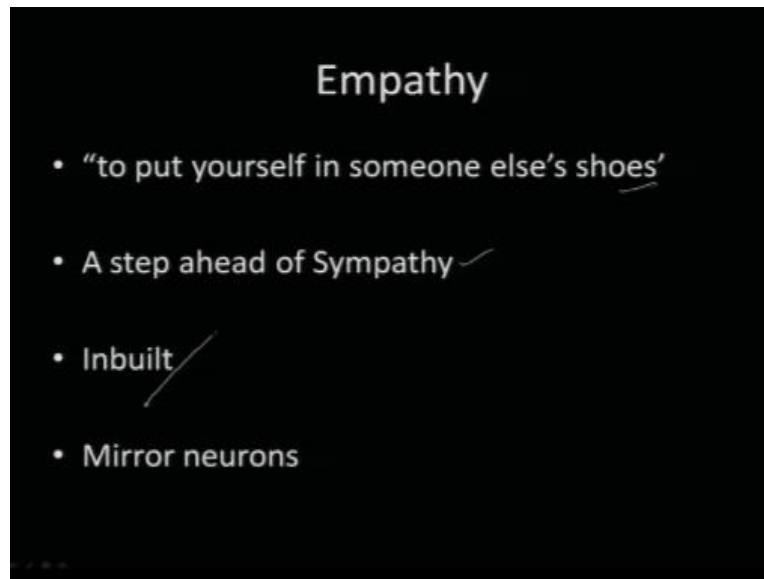 Empathy
• “to put yourself in someone else’s shoes’
• A step ahead of Sympathy
• Inbuilt
• Mirror neurons